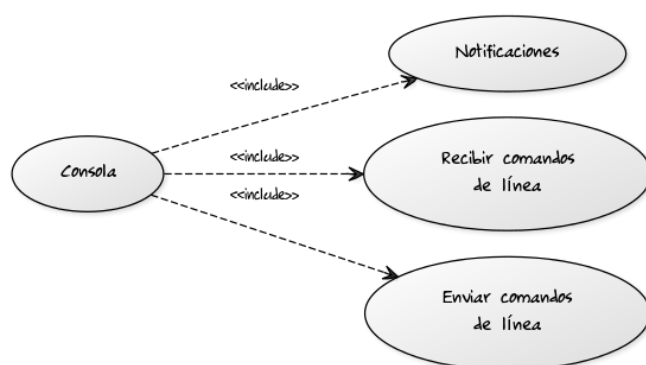 Notificaciones
<<include>>
Consola
<<include>>
Recibir comandos
de línea
<<include>>
Enviar comandos
de línea